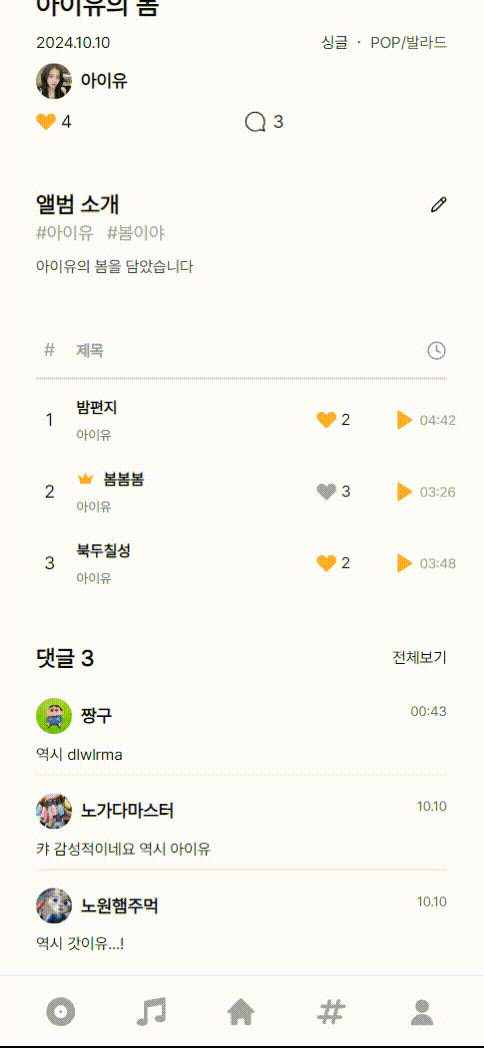 아이유의 봄
2024.10.10 싱글 · POP/발라드
아이유
4 3
앨범 소개
#아이유 #봄이야
아이유의 봄을 담았습니다
# 제목
1 밤편지 2 04:42
아이유
2 봄봄봄 3 03:26
아이유
3 북두칠성 2 03:48
아이유
댓글 3 전체보기
짱구 00:43
역시 dlwlrma
노가다마스터 10.10
캬 감성적이네요 역시 아이유
노원햄주먹 10.10
역시 갓이유...!